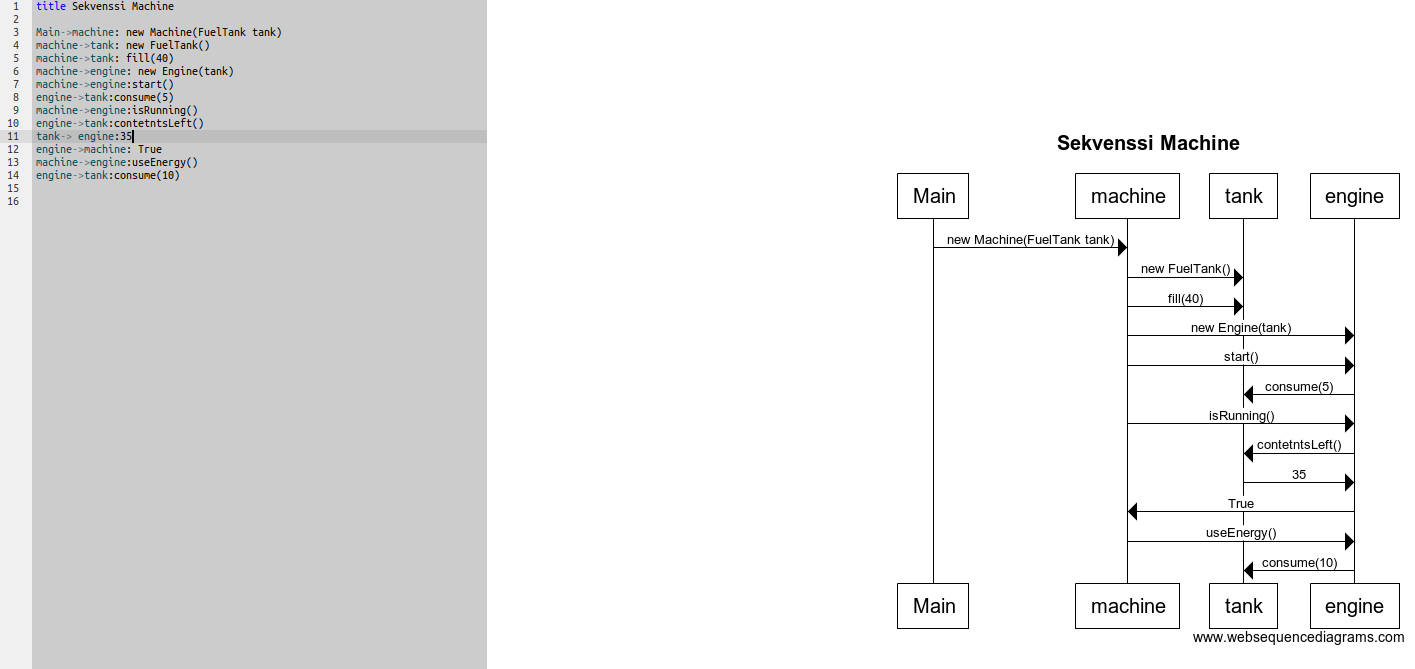 1 title Sekvenssi Machine
2
3 Main->machine: new Machine(FuelTank tank)
4 machine->tank: new FuelTank()
5 machine->tank: fill(40)
6 machine->engine: new Engine(tank)
7 machine->engine:start()
8 engine->tank:consume(5)
9 machine->engine:isRunning()
10 engine->tank:contetntsLeft()
11 tank-> engine:35
12 engine->machine: True
13 machine->engine:useEnergy()
14 engine->tank:consume(10)
15
16
Sekvenssi Machine
Main machine tank engine
new Machine(FuelTank tank)
new FuelTank()
fill(40)
new Engine(tank)
start()
consume(5)
isRunning()
contetntsLeft()
35
True
useEnergy()
consume(10)
Main machine tank engine
www.websequencediagrams.com